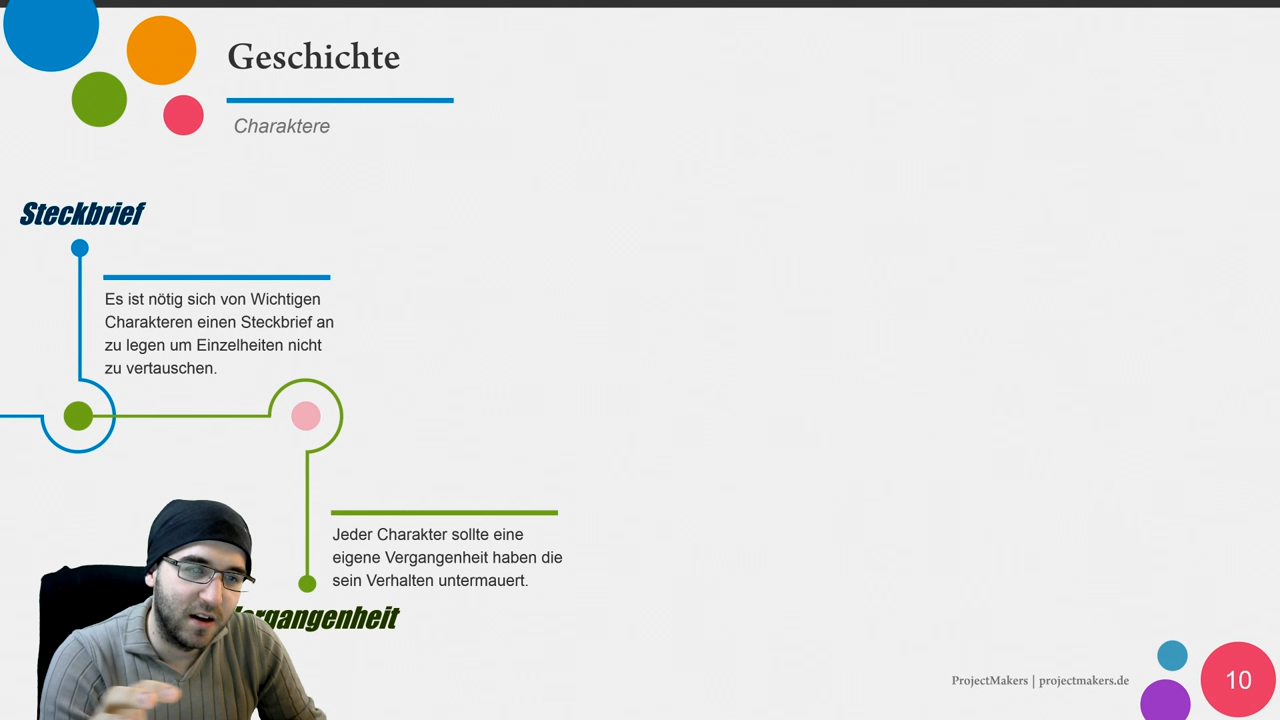 Geschichte
Charaktere
Steckbrief
Es ist nötig sich von Wichtigen
Charakteren einen Steckbrief an
zu legen um Einzelheiten nicht
zu vertauschen.
Jeder Charakter sollte eine
eigene Vergangenheit haben die
sein Verhalten untermauert.
Vergangenheit
ProjectMakers | projectmakers.de
10